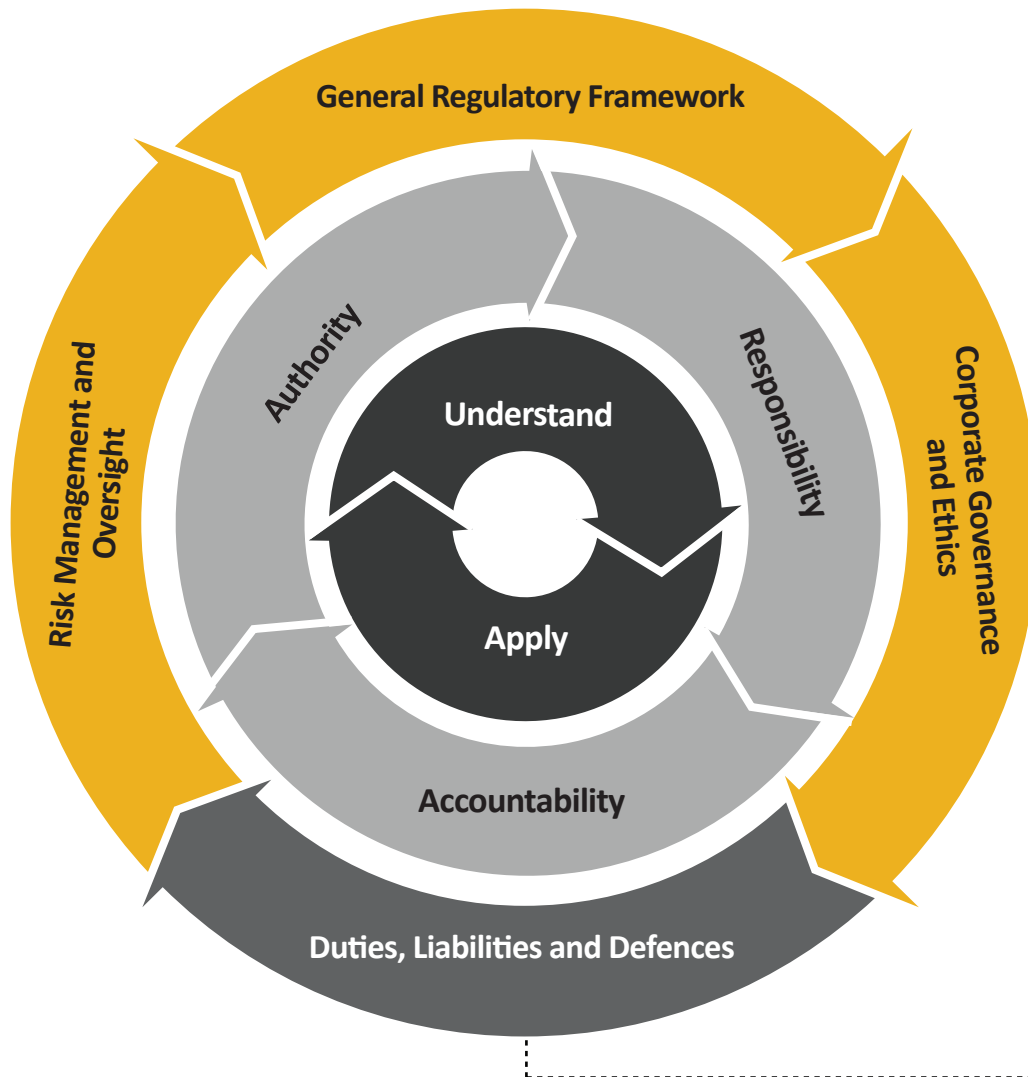 General Regulatory Framework
Authority
Responsibility
Understand
Risk Management and
Oversight
Corporate Governance
and Ethics
Apply
Accountability
Duties, Liabilities and Defences